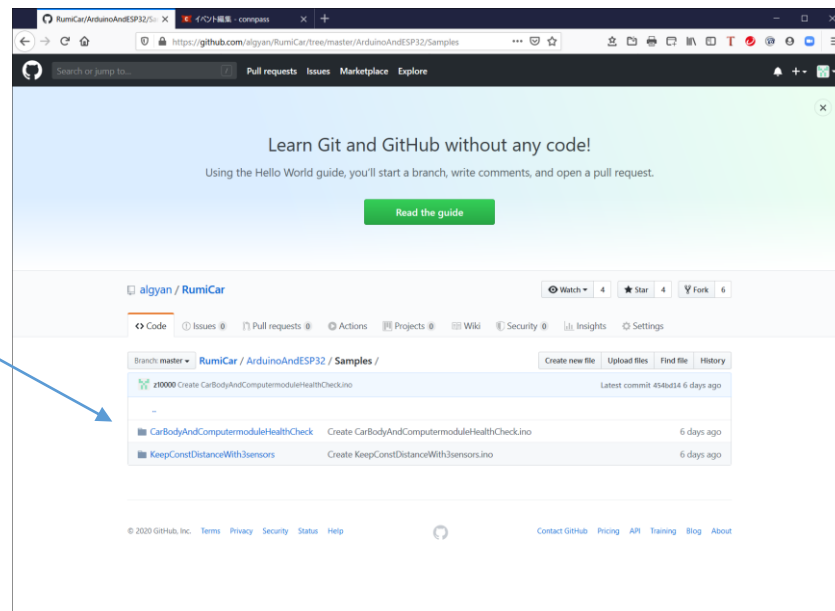 RumiCar/ArduinoAndESP32/Sa
イベント編集 - connpass
https://github.com/algyan/RumiCar/tree/master/ArduinoAndESP32/Samples
Search or jump to... Pull requests Issues Marketplace Explore
Learn Git and GitHub without any code!
Using the Hello World guide, you'll start a branch, write comments, and open a pull request.
Read the guide
algyan / RumiCar Watch 4 Star 4 Fork 6
Code Issues 0 Pull requests 0 Actions Projects 0 Wiki Security 0 Insights Settings
Branch: master RumiCar / ArduinoAndESP32 / Samples / Create new file Upload files Find file History
z10000 Create CarBodyAndComputermoduleHealthCheck.ino Latest commit 454bd14 6 days ago
..
CarBodyAndComputermoduleHealthCheck Create CarBodyAndComputermoduleHealthCheck.ino 6 days ago
KeepConstDistanceWith3sensors Create KeepConstDistanceWith3sensors.ino 6 days ago
© 2020 GitHub, Inc. Terms Privacy Security Status Help Contact GitHub Pricing API Training Blog About